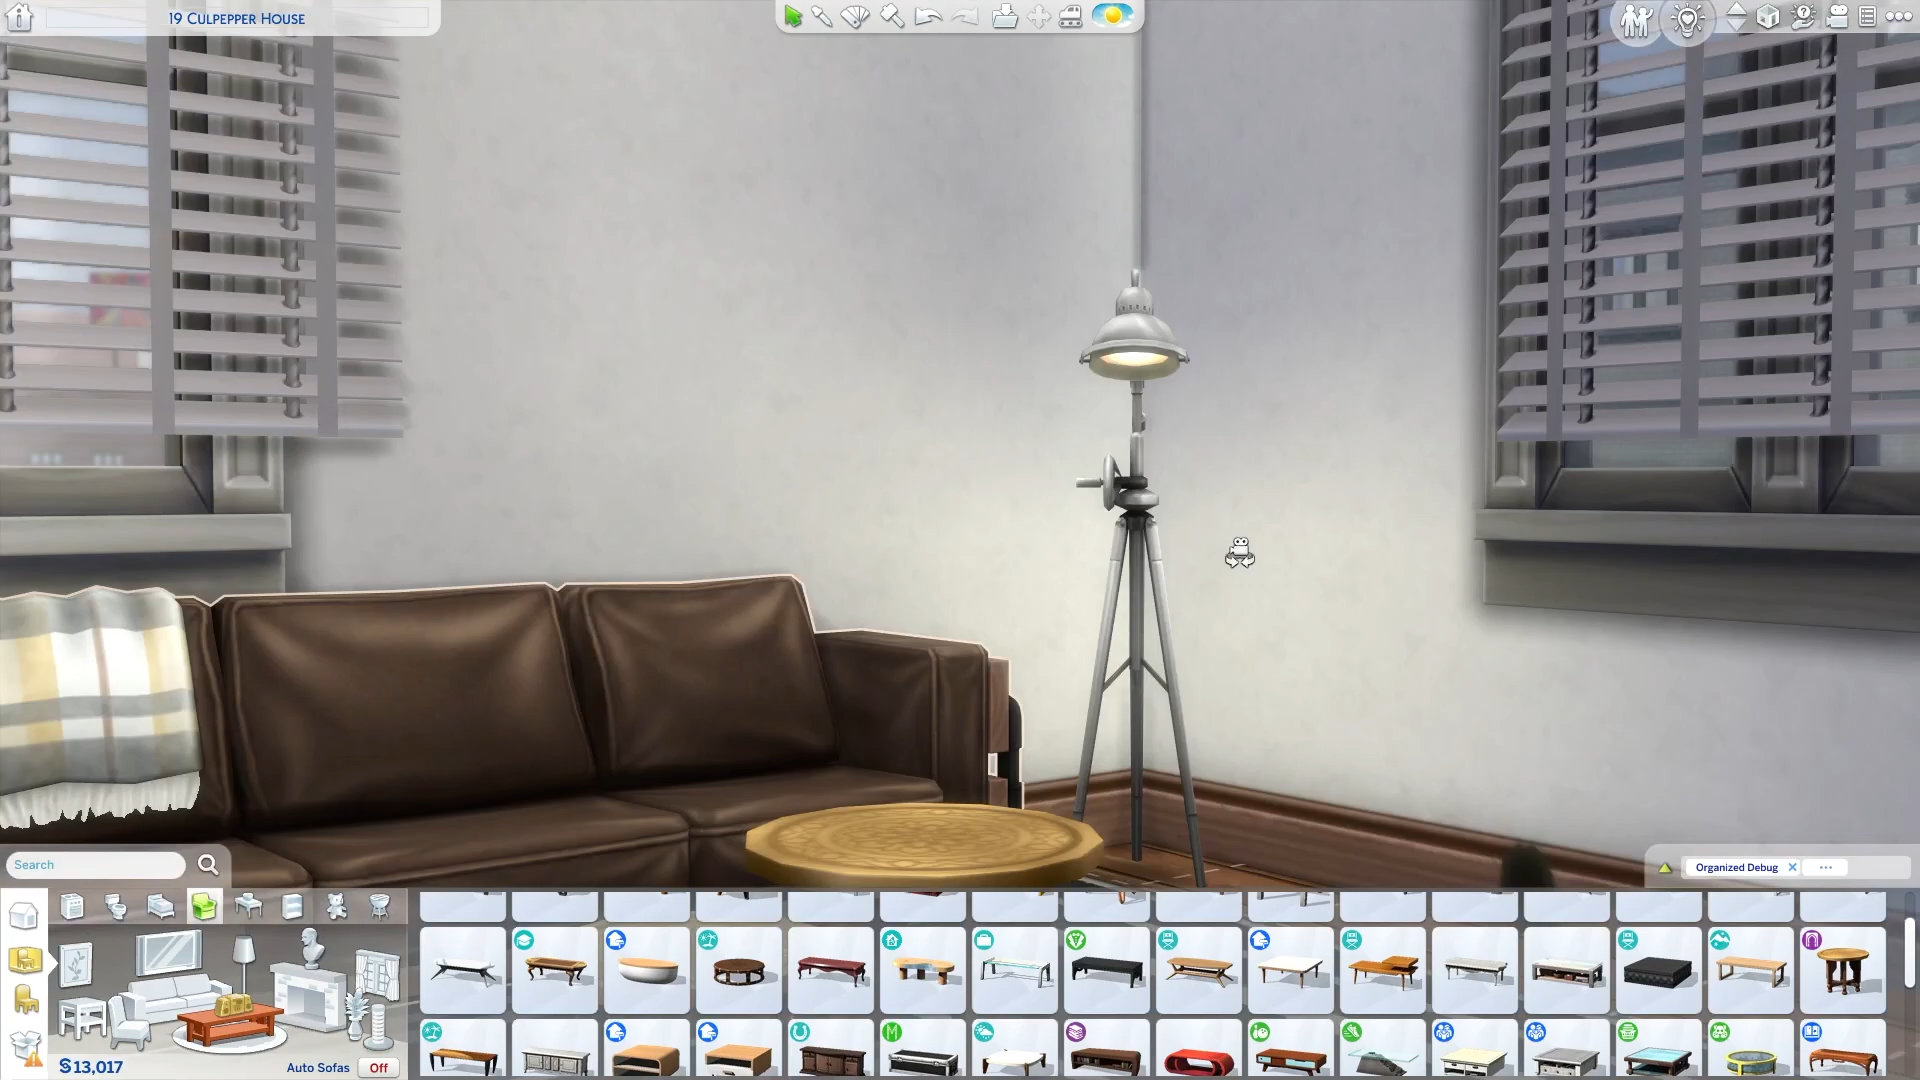 19 CULPEPPER HOUSE
Search
Organized Debug
$13,017
Auto Sofas
Off